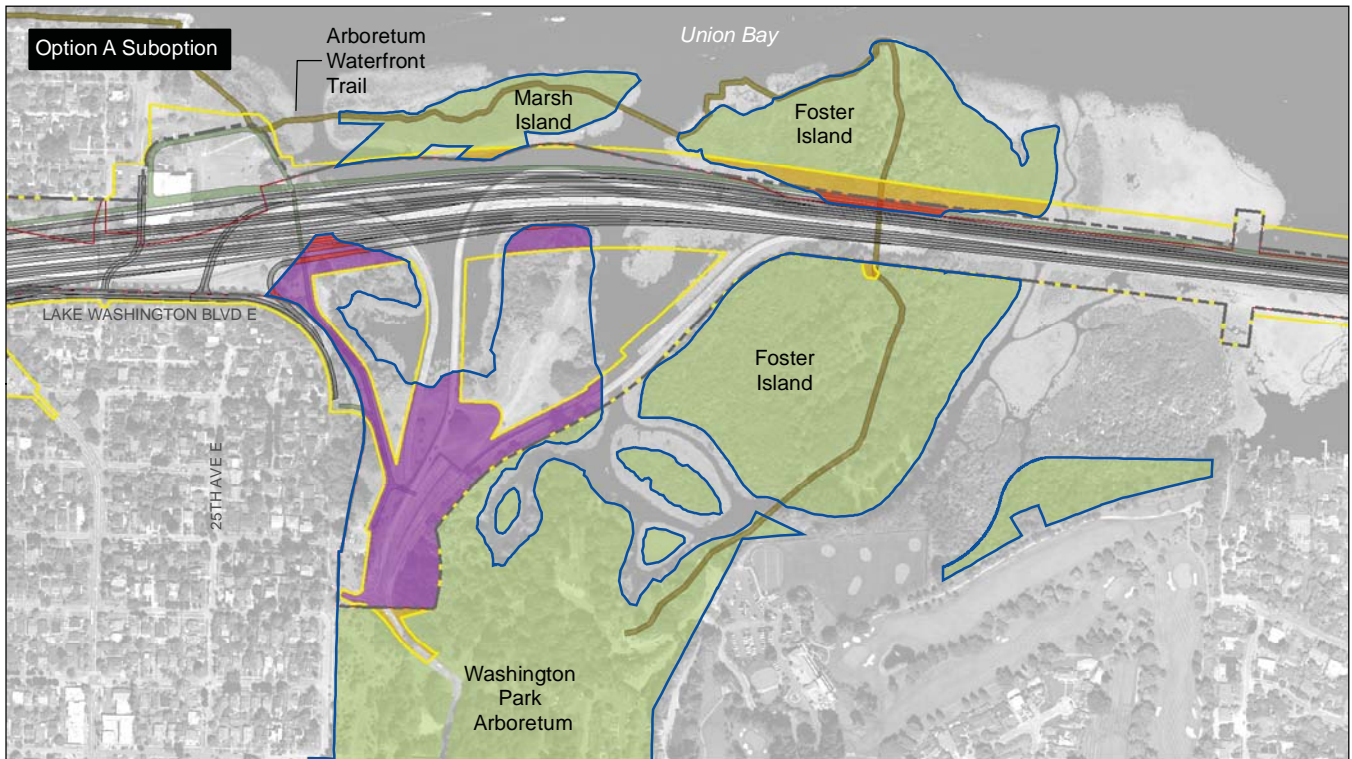 Option A Suboption
Arboretum
Waterfront
Trail
Union Bay
Marsh
Island
Foster
Island
LAKE WASHINGTON BLVD E
25TH AVE E
Foster
Island
Washington
Park
Arboretum